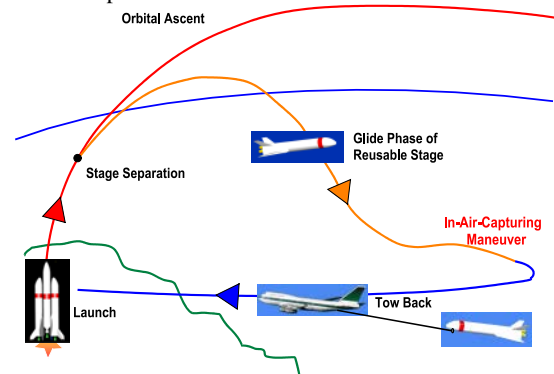 Orbital Ascent
Glide Phase of
Reusable Stage
Stage Separation
In-Air-Capturing
Maneuver
Tow Back
Launch